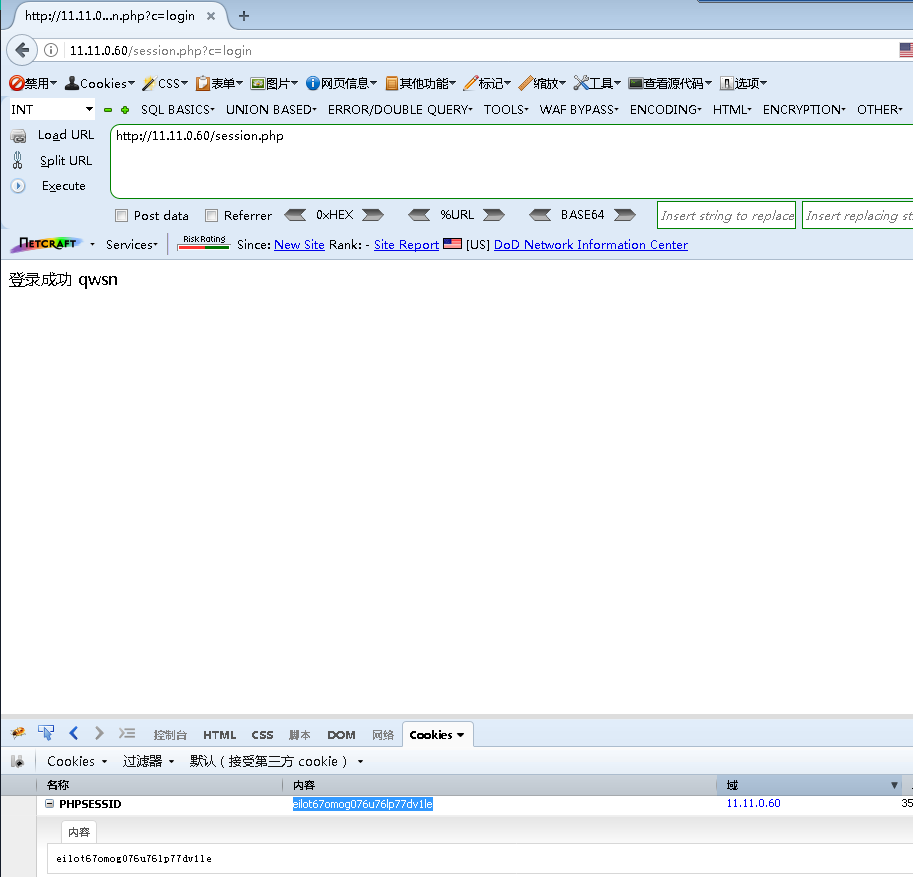 http://11.11.0...n.php?c=login
11.11.0.60/session.php?c=login
禁用 Cookies CSS 表单 图片 网页信息 其他功能 标记 缩放 工具 查看源代码 选项
INT SQL BASICS UNION BASED ERROR/DOUBLE QUERY TOOLS WAF BYPASS ENCODING HTML ENCRYPTION OTHER
Load URL http://11.11.0.60/session.php
Split URL
Execute
Post data Referrer 0xHEX %URL BASE64 Insert string to replace Insert replacing st
NETCRAFT Services Risk Rating Since: New Site Rank: - Site Report [US] DoD Network Information Center
登录成功 qwsn
控制台 HTML CSS 脚本 DOM 网络 Cookies
Cookies 过滤器 默认（接受第三方 cookie ）
名称 内容 域
PHPSESSID eilot67omog076u76lp77dv1le 11.11.0.60 35
内容
eilot67omog076u76lp77dv1le